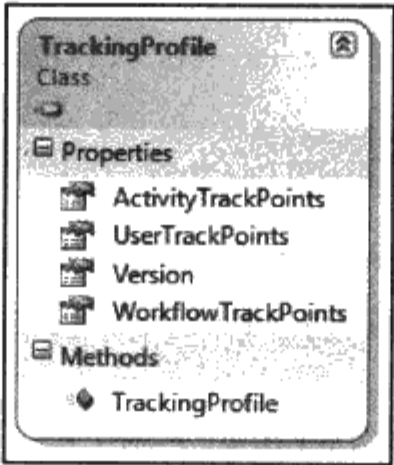 TrackingProfile
Class
Properties
ActivityTrackPoints
UserTrackPoints
Version
WorkflowTrackPoints
Methods
TrackingProfile